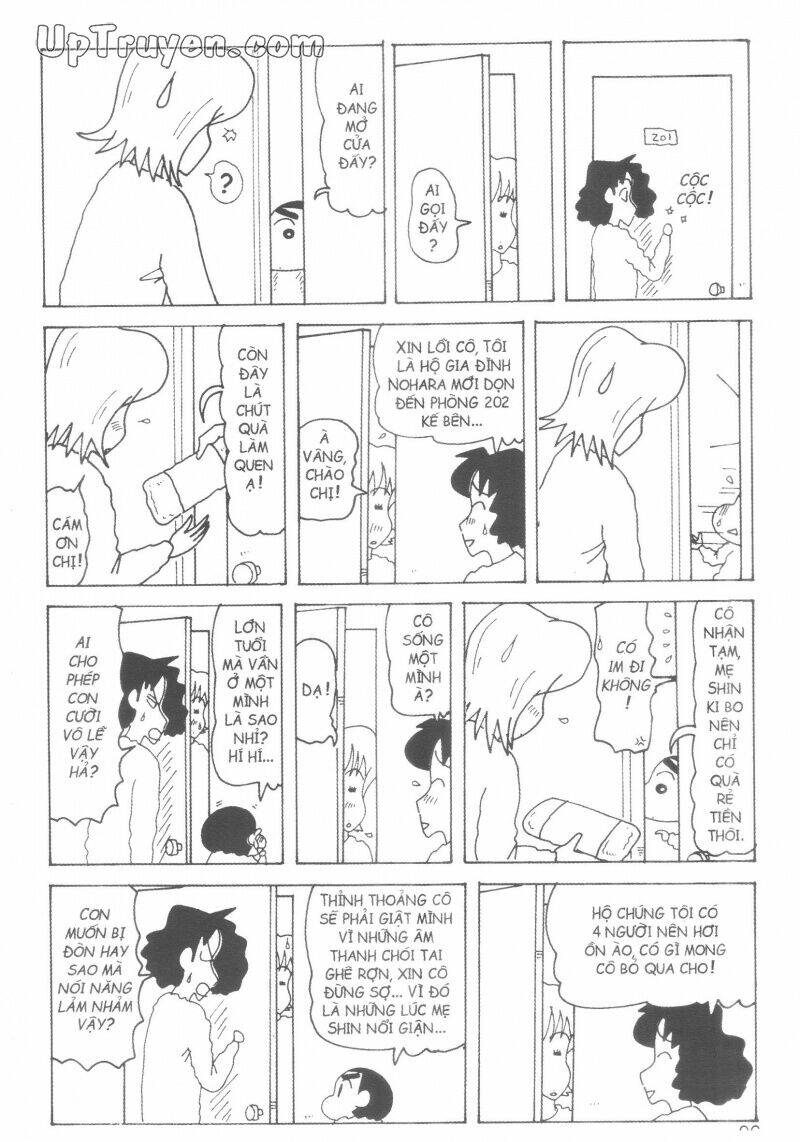 UpTruyen.com
201
CỘC
CỘC!
AI
GỌI
ĐẤY
?
AI
ĐANG
MỞ
CỬA
ĐẤY?
?
XIN LỖI CÔ, TÔI
LÀ HỘ GIA ĐÌNH
NOHARA MỚI DỌN
ĐẾN PHÒNG 202
KẾ BÊN...
À
VÂNG,
CHÀO
CHỊ!
CÒN
ĐÂY
LÀ
CHÚT
QUÀ
LÀM
QUEN
Ạ!
CÁM
ƠN
CHỊ!
CÔ
NHẬN
TẠM,
MẸ
SHIN
KI BO
NÊN
CHỈ
CÓ
QUÀ
RẺ
TIỀN
THÔI.
CÓ
IM ĐI
KHÔNG
!
CÔ
SỐNG
MỘT
MÌNH
À?
DẠ!
LỚN
TUỔI
MÀ VẪN
Ở MỘT
MÌNH
LÀ SAO
NHỈ?
HÍ HÍ...
AI
CHO
PHÉP
CON
CƯỜI
VÔ LỄ
VẬY
HẢ?
HỘ CHÚNG TÔI CÓ
4 NGƯỜI NÊN HƠI
ỒN ÀO, CÓ GÌ MONG
CÔ BỎ QUA CHO!
THỈNH THOẢNG CÔ
SẼ PHẢI GIẬT MÌNH
VÌ NHỮNG ÂM
THANH CHÓI TAI
GHÊ RỢN, XIN CÔ
ĐỪNG SỢ... VÌ ĐÓ
LÀ NHỮNG LÚC MẸ
SHIN NỔI GIẬN...
CON
MUỐN BỊ
ĐÒN HAY
SAO MÀ
NÓI NĂNG
LẢM NHẢM
VẬY?